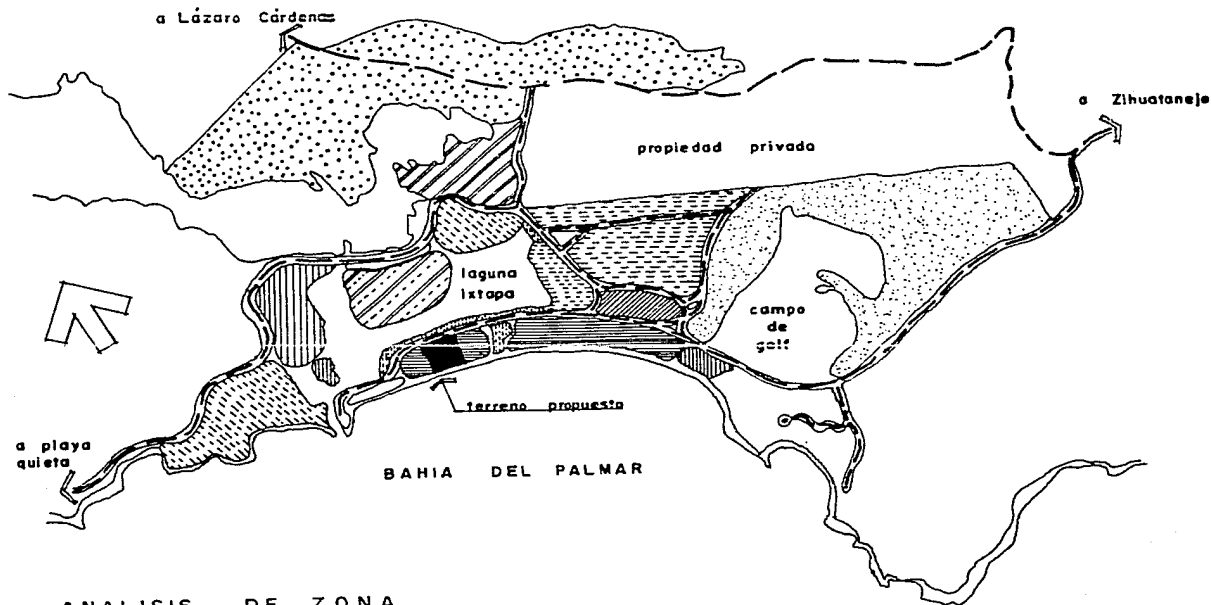 a Lázaro Cárdenas
a Zihuatanejo
propiedad privada
laguna
Ixtapa
campo
de
golf
terreno propuesta
a playa
quieta
BAHIA DEL PALMAR
ANALISIS DE ZONA